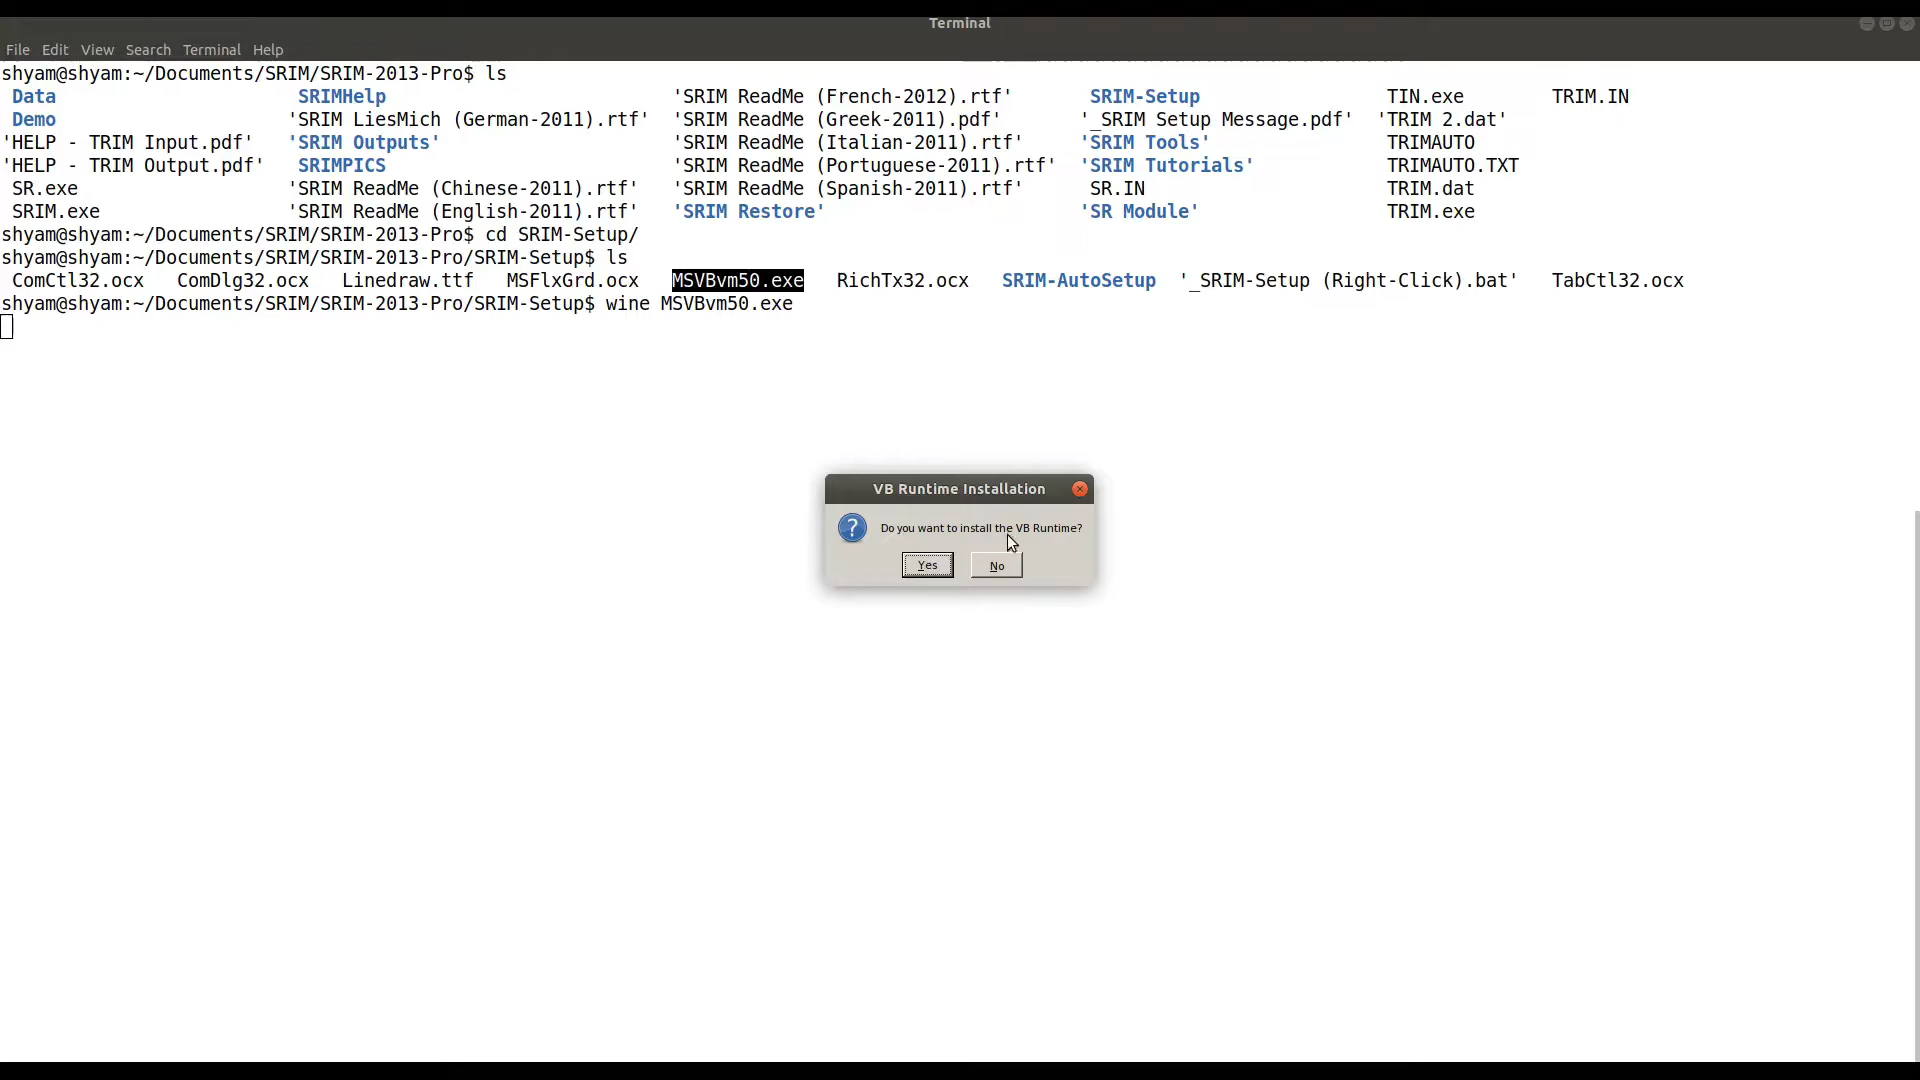 Terminal
File Edit View Search Terminal Help
shyam@shyam:~/Documents/SRIM/SRIM-2013-Pro$ ls
Data SRIMHelp 'SRIM ReadMe (French-2012).rtf' SRIM-Setup TIN.exe TRIM.IN
Demo 'SRIM LiesMich (German-2011).rtf' 'SRIM ReadMe (Greek-2011).pdf' '_SRIM Setup Message.pdf' 'TRIM 2.dat'
'HELP - TRIM Input.pdf' 'SRIM Outputs' 'SRIM ReadMe (Italian-2011).rtf' 'SRIM Tools' TRIMAUTO
'HELP - TRIM Output.pdf' SRIMPICS 'SRIM ReadMe (Portuguese-2011).rtf' 'SRIM Tutorials' TRIMAUTO.TXT
SR.exe 'SRIM ReadMe (Chinese-2011).rtf' 'SRIM ReadMe (Spanish-2011).rtf' SR.IN TRIM.dat
SRIM.exe 'SRIM ReadMe (English-2011).rtf' 'SRIM Restore' 'SR Module' TRIM.exe
shyam@shyam:~/Documents/SRIM/SRIM-2013-Pro$ cd SRIM-Setup/
shyam@shyam:~/Documents/SRIM/SRIM-2013-Pro/SRIM-Setup$ ls
ComCtl32.ocx ComDlg32.ocx Linedraw.ttf MSFlxGrd.ocx MSVBvm50.exe RichTx32.ocx SRIM-AutoSetup '_SRIM-Setup (Right-Click).bat' TabCtl32.ocx
shyam@shyam:~/Documents/SRIM/SRIM-2013-Pro/SRIM-Setup$ wine MSVBvm50.exe
VB Runtime Installation
Do you want to install the VB Runtime?
Yes No